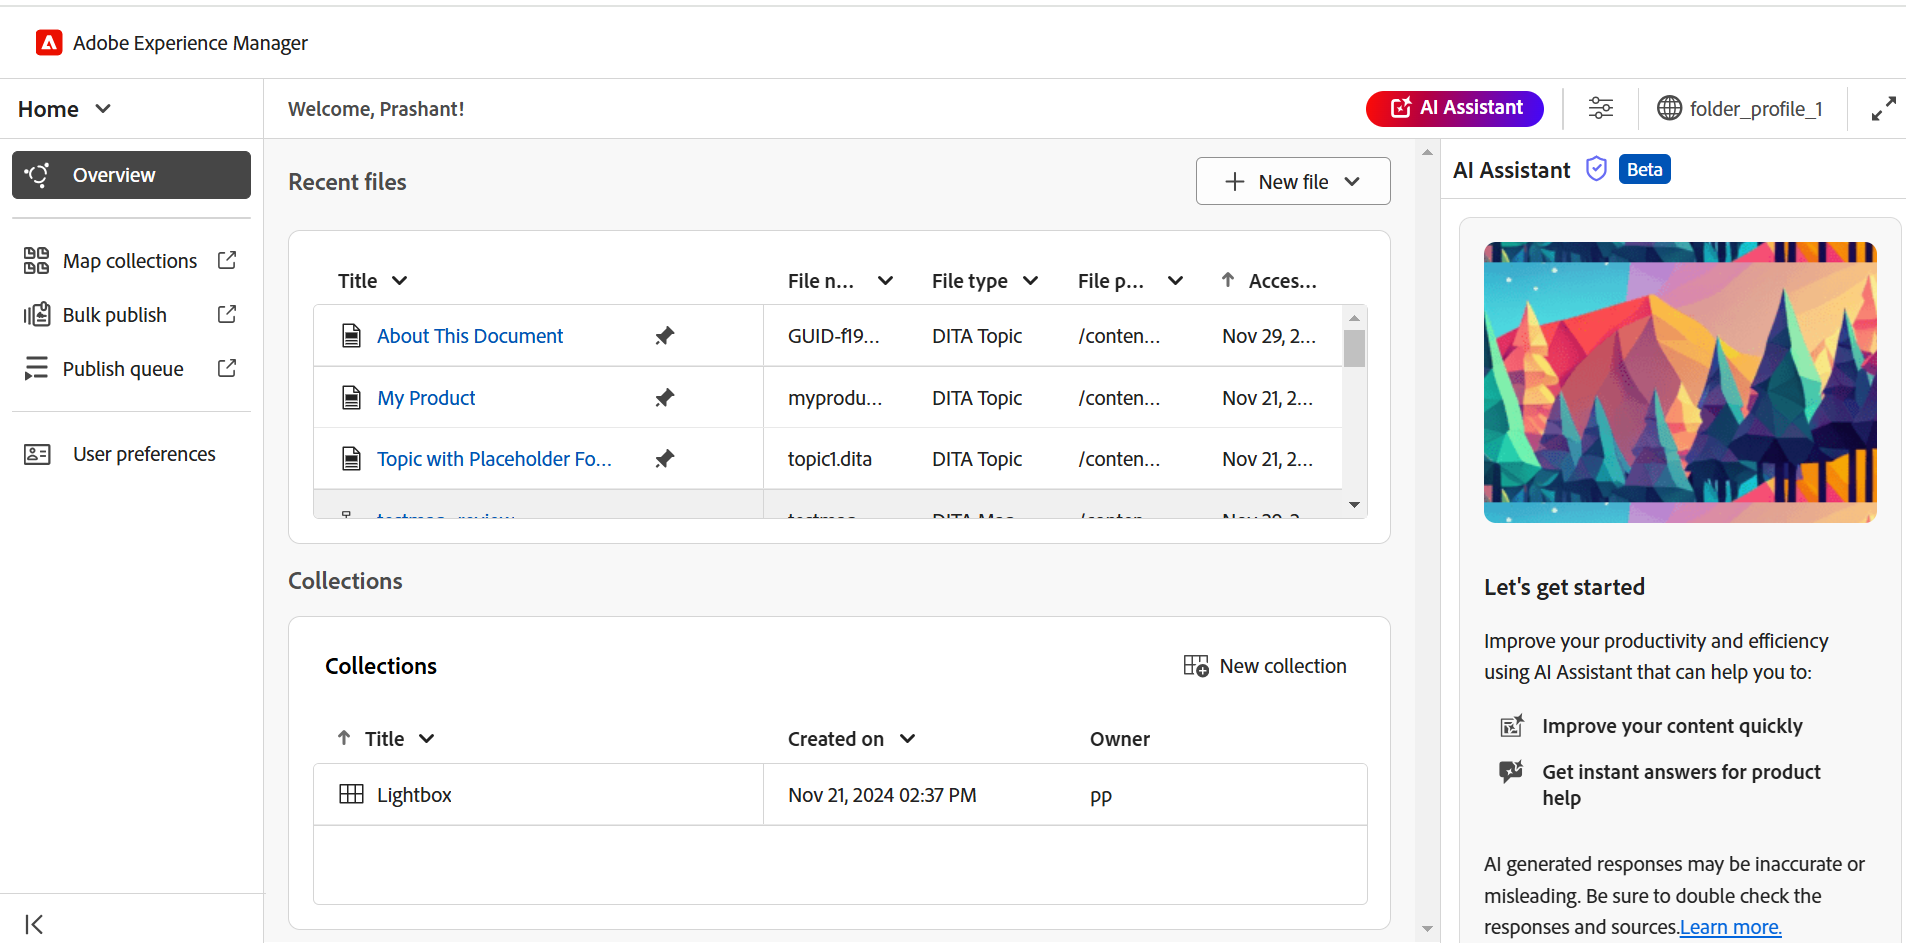 Adobe Experience Manager
Home
Welcome, Prashant!
AI Assistant
folder_profile_1
Overview
Map collections
Bulk publish
Publish queue
User preferences
Recent files
New file
Title
File n...
File type
File p...
Acces...
About This Document
GUID-f19...
DITA Topic
/conten...
Nov 29, 2...
My Product
myprodu...
DITA Topic
/conten...
Nov 21, 2...
Topic with Placeholder Fo...
topic1.dita
DITA Topic
/conten...
Nov 21, 2...
Collections
Collections
New collection
Title
Created on
Owner
Lightbox
Nov 21, 2024 02:37 PM
pp
AI Assistant
Beta
Let's get started
Improve your productivity and efficiency
using AI Assistant that can help you to:
Improve your content quickly
Get instant answers for product
help
AI generated responses may be inaccurate or
misleading. Be sure to double check the
responses and sources.Learn more.